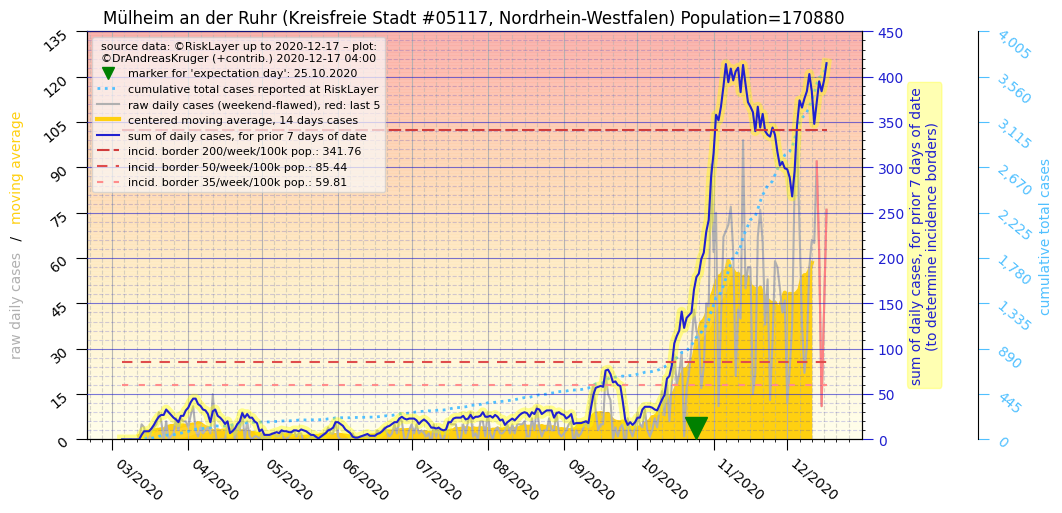 Mülheim an der Ruhr (Kreisfreie Stadt #05117, Nordrhein-Westfalen) Population=170880
source data: ©RiskLayer up to 2020-12-17 – plot:
©DrAndreasKruger (+contrib.) 2020-12-17 04:00
marker for 'expectation day': 25.10.2020
cumulative total cases reported at RiskLayer
raw daily cases (weekend-flawed), red: last 5
centered moving average, 14 days cases
sum of daily cases, for prior 7 days of date
incid. border 200/week/100k pop.: 341.76
incid. border 50/week/100k pop.: 85.44
incid. border 35/week/100k pop.: 59.81
raw daily cases / moving average
135
120
105
90
75
60
45
30
15
0
03/2020
04/2020
05/2020
06/2020
07/2020
08/2020
09/2020
10/2020
11/2020
12/2020
450
400
350
300
250
200
150
100
50
0
sum of daily cases, for prior 7 days of date
(to determine incidence borders)
4,005
3,560
3,115
2,670
2,225
1,780
1,335
890
445
0
cumulative total cases